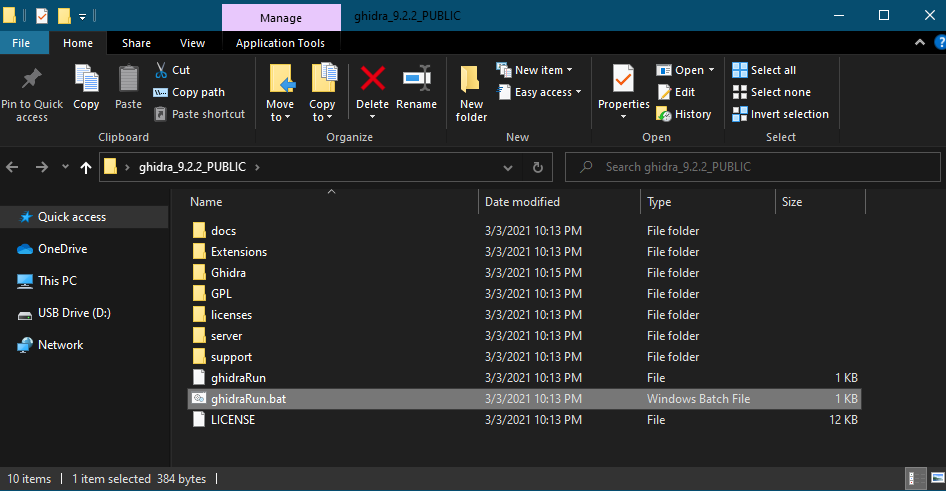 Manage ghidra_9.2.2_PUBLIC
File Home Share View Application Tools
Pin to Quick access
Copy
Paste
Cut
Copy path
Paste shortcut
Clipboard
Move to
Copy to
Delete
Rename
Organize
New folder
New item
Easy access
New
Properties
Open
Edit
History
Open
Select all
Select none
Invert selection
Select
ghidra_9.2.2_PUBLIC
Search ghidra_9.2.2_PUBLIC
Quick access
OneDrive
This PC
USB Drive (D:)
Network
Name Date modified Type Size
docs 3/3/2021 10:13 PM File folder
Extensions 3/3/2021 10:13 PM File folder
Ghidra 3/3/2021 10:15 PM File folder
GPL 3/3/2021 10:13 PM File folder
licenses 3/3/2021 10:13 PM File folder
server 3/3/2021 10:13 PM File folder
support 3/3/2021 10:13 PM File folder
ghidraRun 3/3/2021 10:13 PM File 1 KB
ghidraRun.bat 3/3/2021 10:13 PM Windows Batch File 1 KB
LICENSE 3/3/2021 10:13 PM File 12 KB
10 items 1 item selected 384 bytes